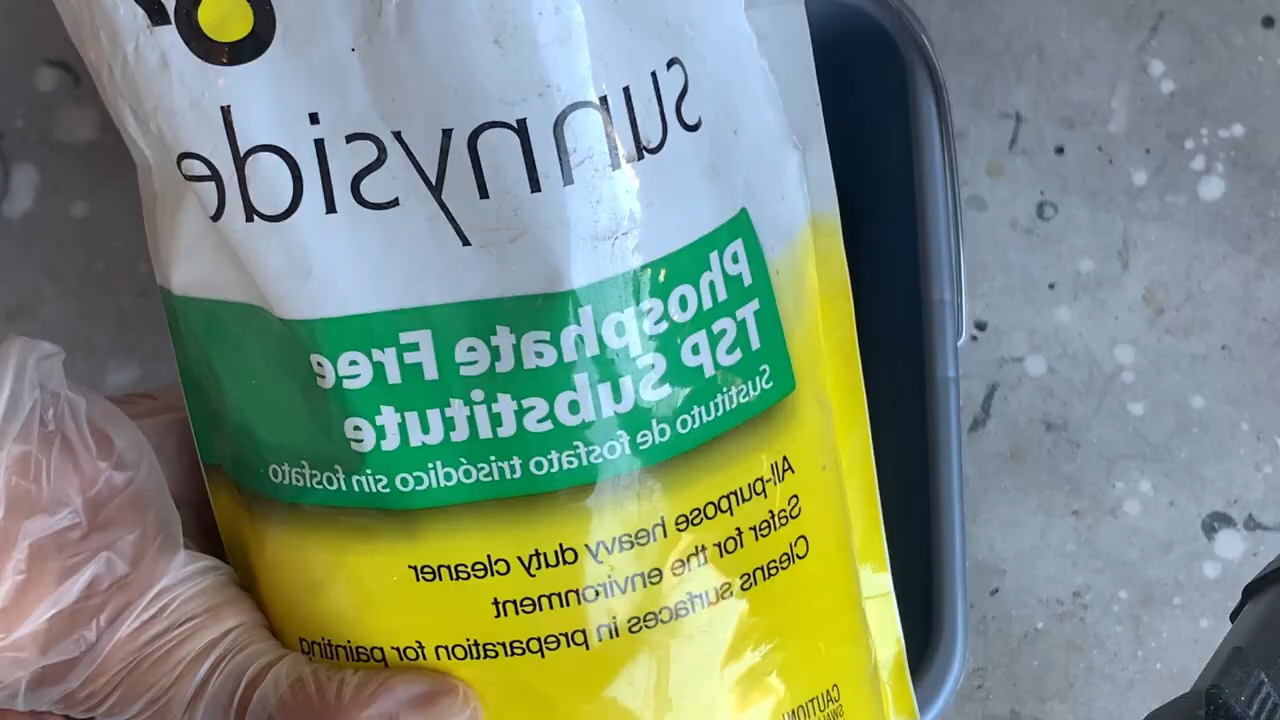 sunnyside
Phosphate Free
TSP Substitute
Sustituto de fosfato trisódico sin fosfato
All-purpose heavy duty cleaner
Safer for the environment
Cleans surfaces in preparation for painting
CAUTION!